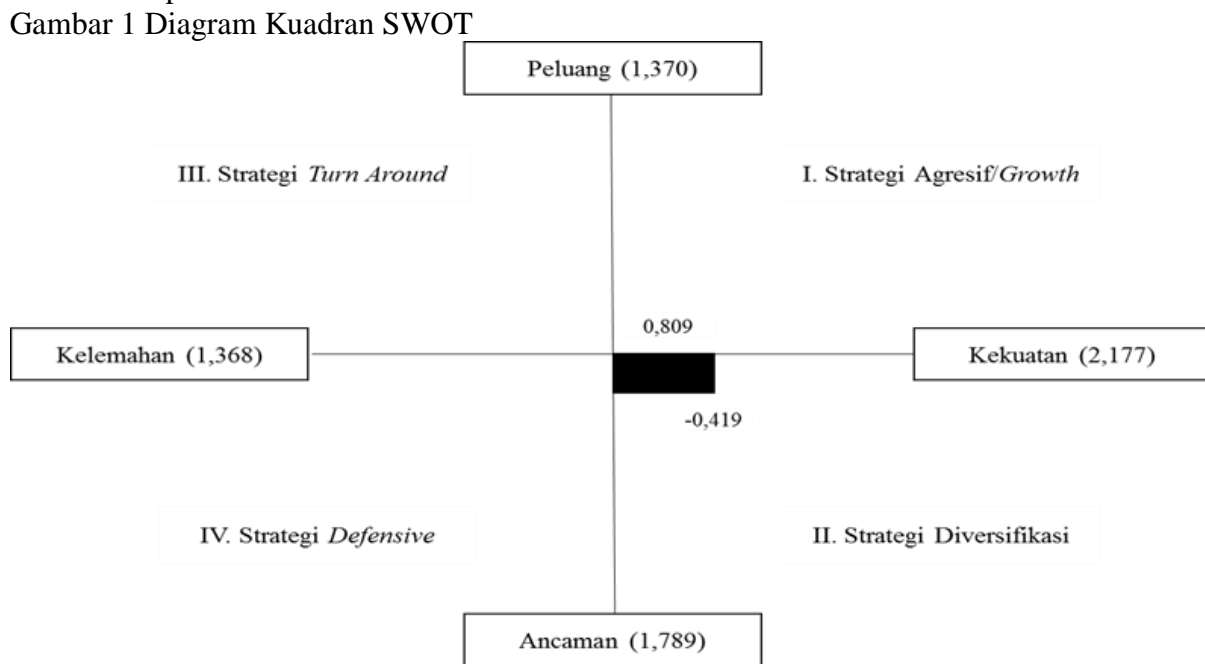 Gambar 1 Diagram Kuadran SWOT
Peluang (1,370)
III. Strategi Turn Around
I. Strategi Agresif/Growth
0,809
Kelemahan (1,368)
Kekuatan (2,177)
-0,419
IV. Strategi Defensive
II. Strategi Diversifikasi
Ancaman (1,789)